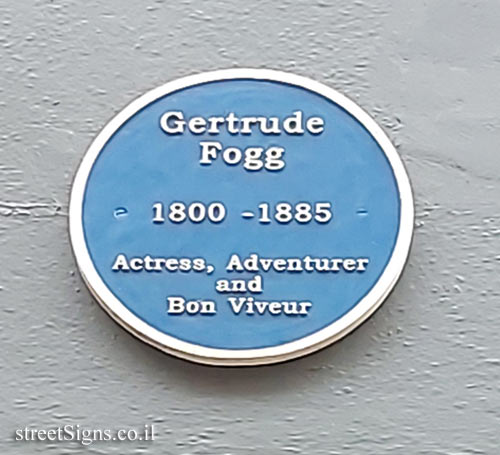 Gertrude
Fogg
1800 -1885
Actress, Adventurer
and
Bon Viveur
streetSigns.co.il